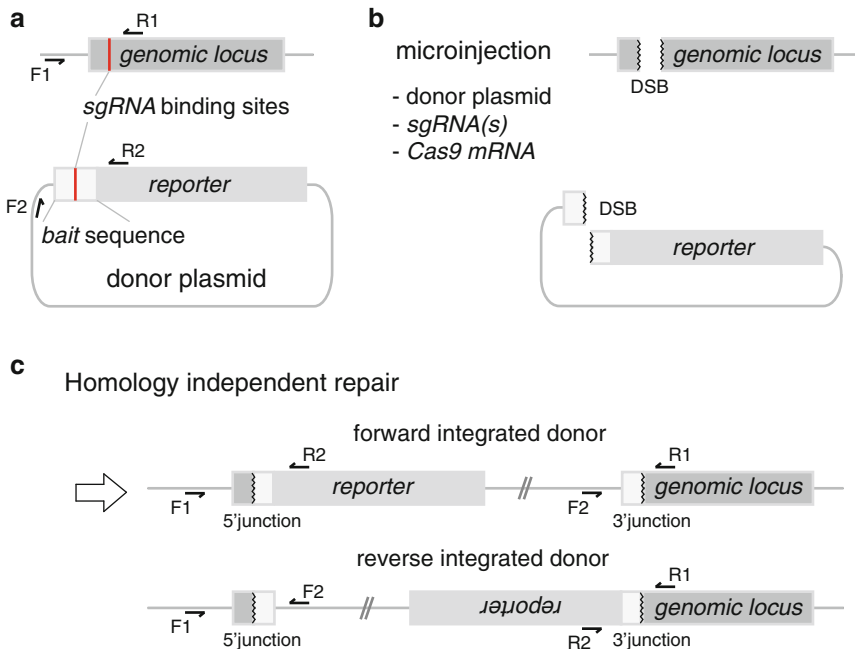 a
R1
genomic locus
F1
sgRNA binding sites
R2
reporter
F2
bait sequence
donor plasmid
b
microinjection
- donor plasmid
- sgRNA(s)
- Cas9 mRNA
genomic locus
DSB
DSB
reporter
c
Homology independent repair
forward integrated donor
R2
R1
reporter
genomic locus
F1
F2
5'junction
3'junction
reverse integrated donor
R1
F2
reporter
genomic locus
F1
R2
5'junction
3'junction